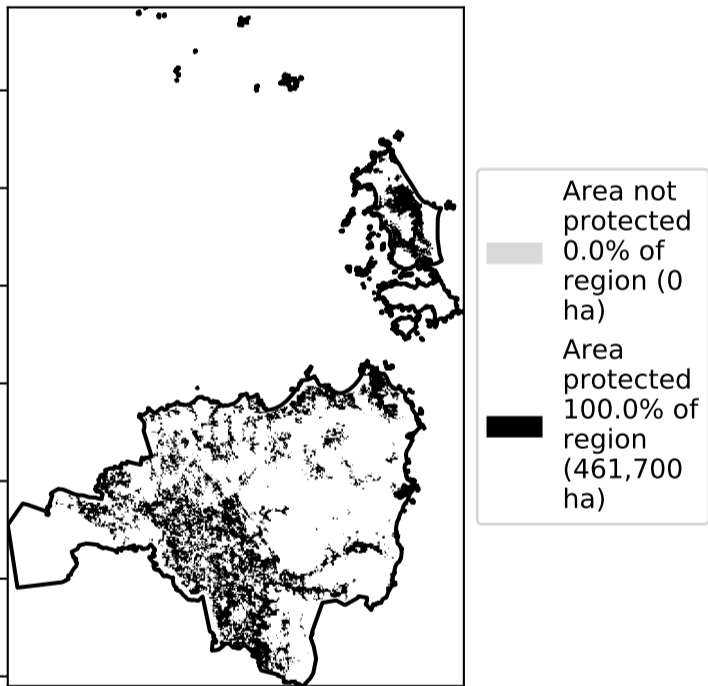 Area not
protected
0.0% of
region (0
ha)
Area
protected
100.0% of
region
(461,700
ha)